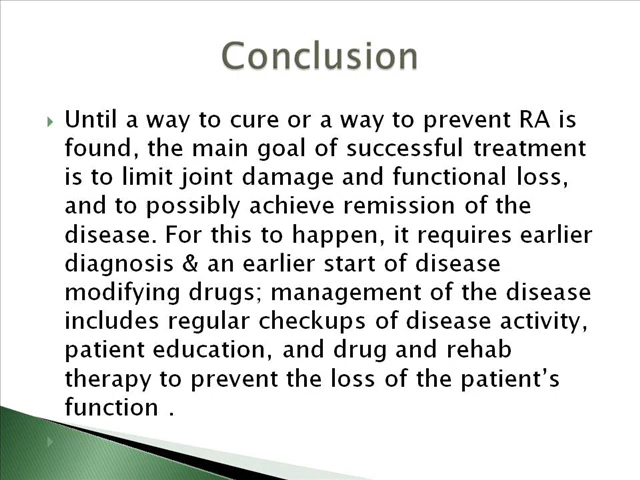 Conclusion
Until a way to cure or a way to prevent RA is
found, the main goal of successful treatment
is to limit joint damage and functional loss,
and to possibly achieve remission of the
disease. For this to happen, it requires earlier
diagnosis & an earlier start of disease
modifying drugs; management of the disease
includes regular checkups of disease activity,
patient education, and drug and rehab
therapy to prevent the loss of the patient’s
function .